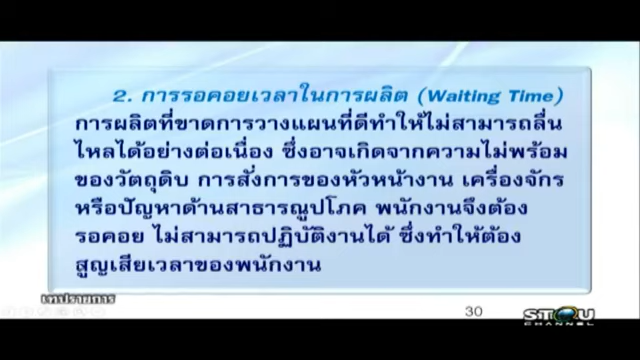 2. การรอคอยเวลาในการผลิต (Waiting Time)
การผลิตที่ขาดการวางแผนที่ดีทำให้ไม่สามารถลื่น
ไหลได้อย่างต่อเนื่อง ซึ่งอาจเกิดจากความไม่พร้อม
ของวัตถุดิบ การสั่งการของหัวหน้างาน เครื่องจักร
หรือปัญหาด้านสาธารณูปโภค พนักงานจึงต้อง
รอคอย ไม่สามารถปฏิบัติงานได้ ซึ่งทำให้ต้อง
สูญเสียเวลาของพนักงาน
เทปรายการ
30
STOU
CHANNEL